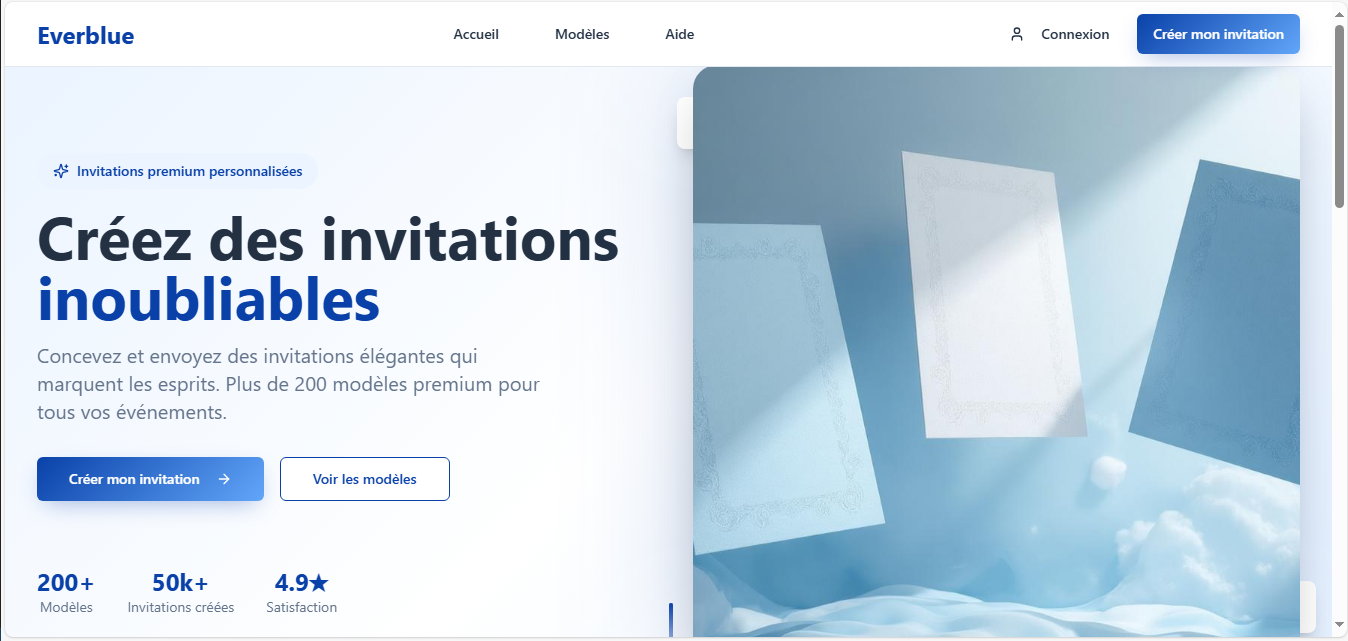 Everblue
Accueil
Modèles
Aide
Connexion
Créer mon invitation
Invitations premium personnalisées
Créez des invitations
inoubliables
Concevez et envoyez des invitations élégantes qui
marquent les esprits. Plus de 200 modèles premium pour
tous vos événements.
Créer mon invitation →
Voir les modèles
200+
Modèles
50k+
Invitations créées
4.9★
Satisfaction